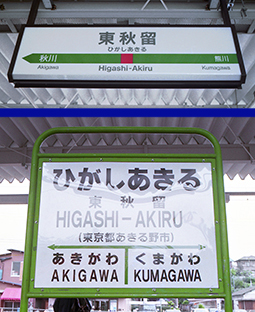 東秋留
ひがしあきる
秋川 熊川
Higashi-Akiru
Akigawa Kumagawa
ひがしあきる
東秋留
HIGASHI－AKIRU
(東京都あきる野市)
あきがわ くまがわ
AKIGAWA KUMAGAWA